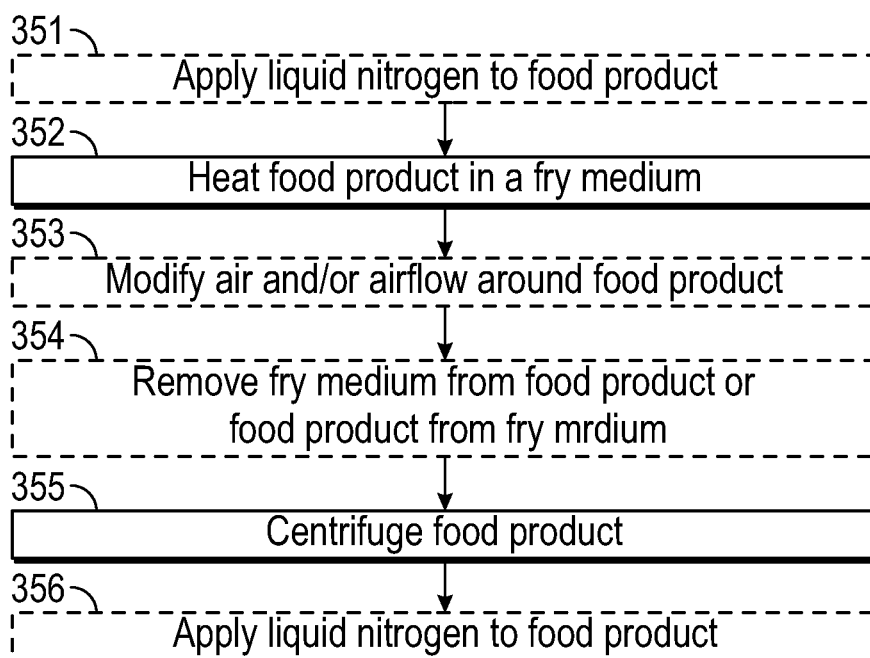 351
Apply liquid nitrogen to food product
352
Heat food product in a fry medium
353
Modify air and/or airflow around food product
354
Remove fry medium from food product or
food product from fry mrdium
355
Centrifuge food product
356
Apply liquid nitrogen to food product